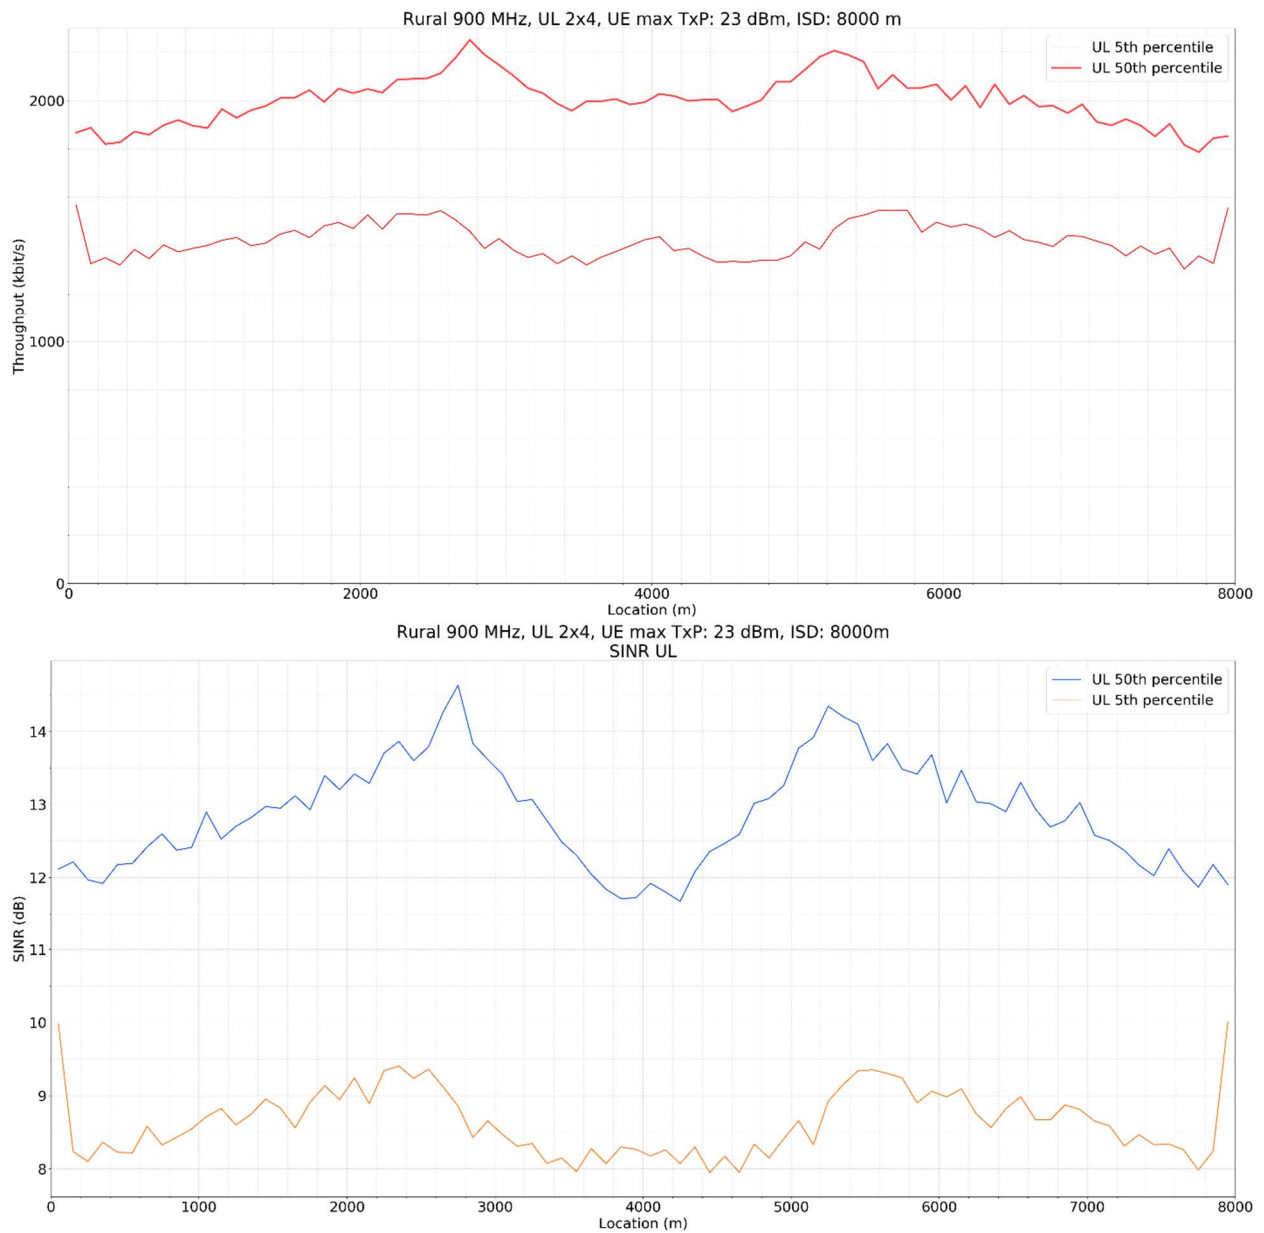 Rural 900 MHz, UL 2x4, UE max TxP: 23 dBm, ISD: 8000 m
UL 5th percentile
UL 50th percentile
2000
1000
0
Throughput (kbit/s)
0 2000 4000 6000 8000
Location (m)
Rural 900 MHz, UL 2x4, UE max TxP: 23 dBm, ISD: 8000m
SINR UL
UL 50th percentile
UL 5th percentile
14
13
12
11
10
9
8
SINR (dB)
0 1000 2000 3000 4000 5000 6000 7000 8000
Location (m)